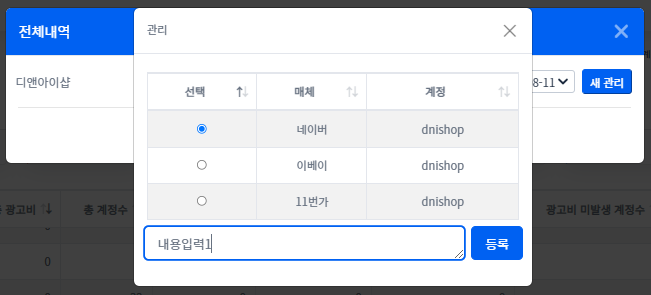 전체내역
관리
디앤아이샵
8-11
새 관리
선택 매체 계정
네이버 dnishop
이베이 dnishop
11번가 dnishop
내용입력1
등록
광고비 총 계정수 광고비 미발생 계정수
0